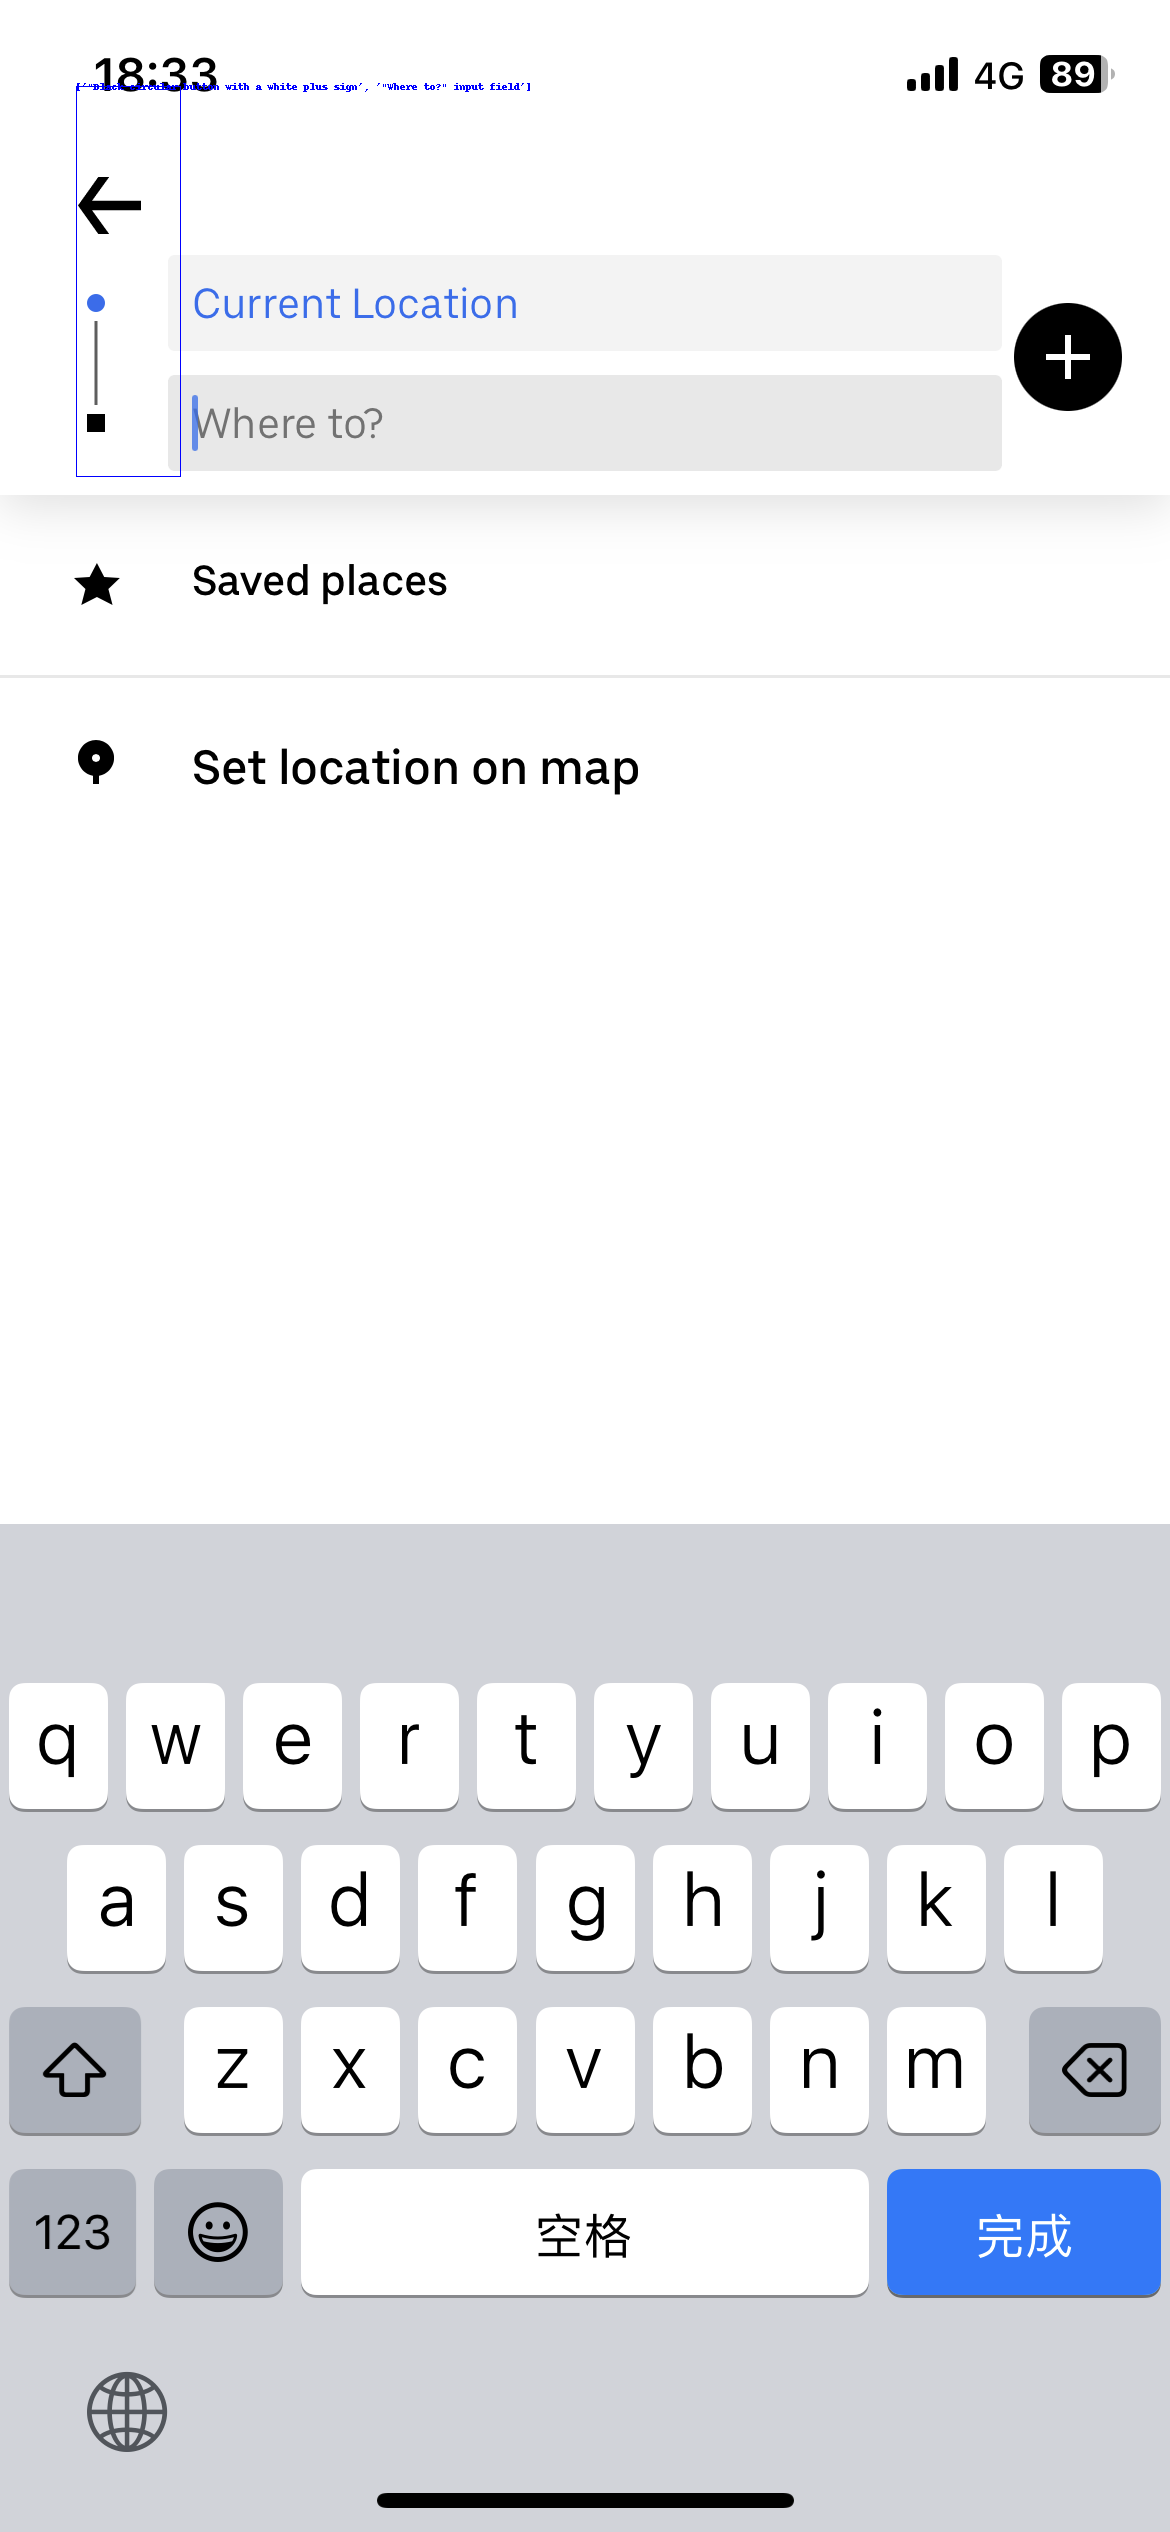 18:33
4G
89
['"Black circular button with a white plus sign', '"Where to?" input field']
Current Location
Where to?
Saved places
Set location on map
q w e r t y u i o p
a s d f g h j k l
z x c v b n m
123 空格 完成